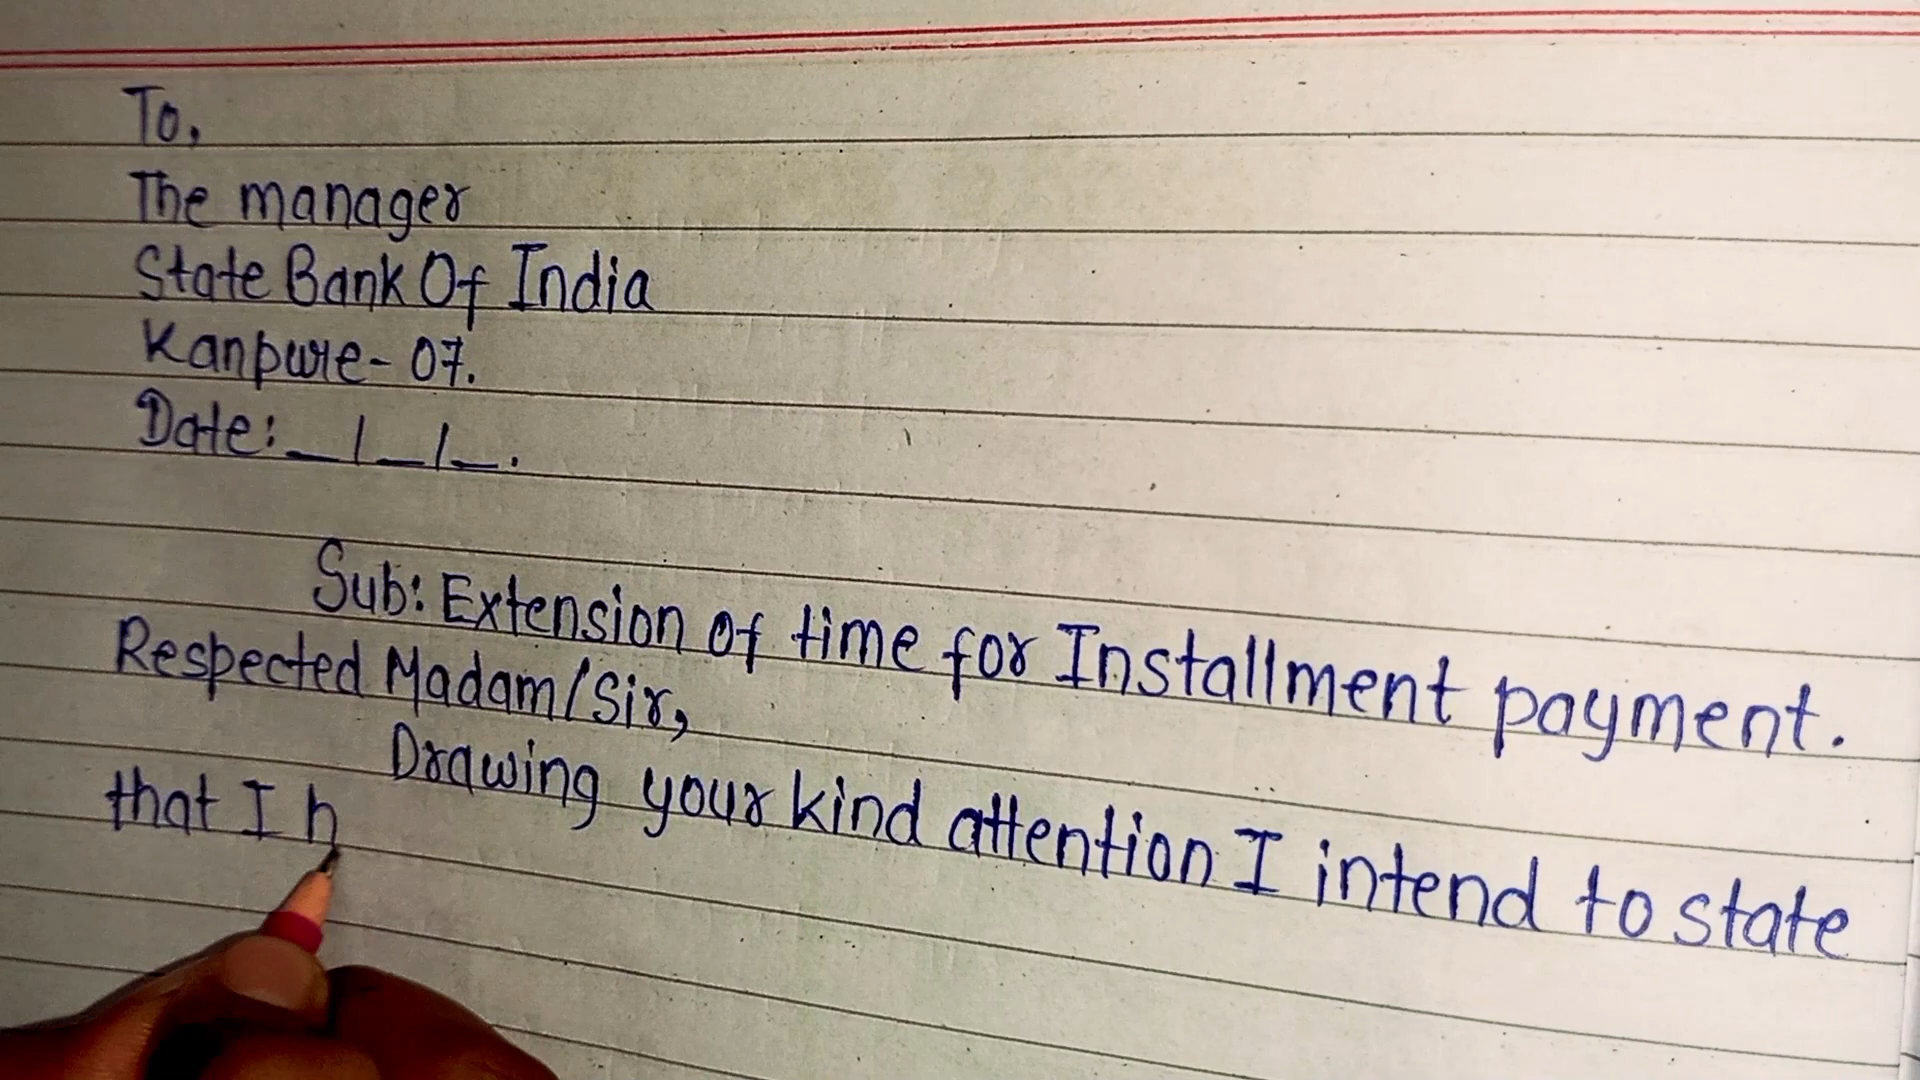 To,
The manager
State Bank Of India
Kanpure- 07.
Date: _/_/_.
Sub: Extension of time for Installment payment.
Respected Madam/Sir,
Drawing your kind attention I intend to state
that I h